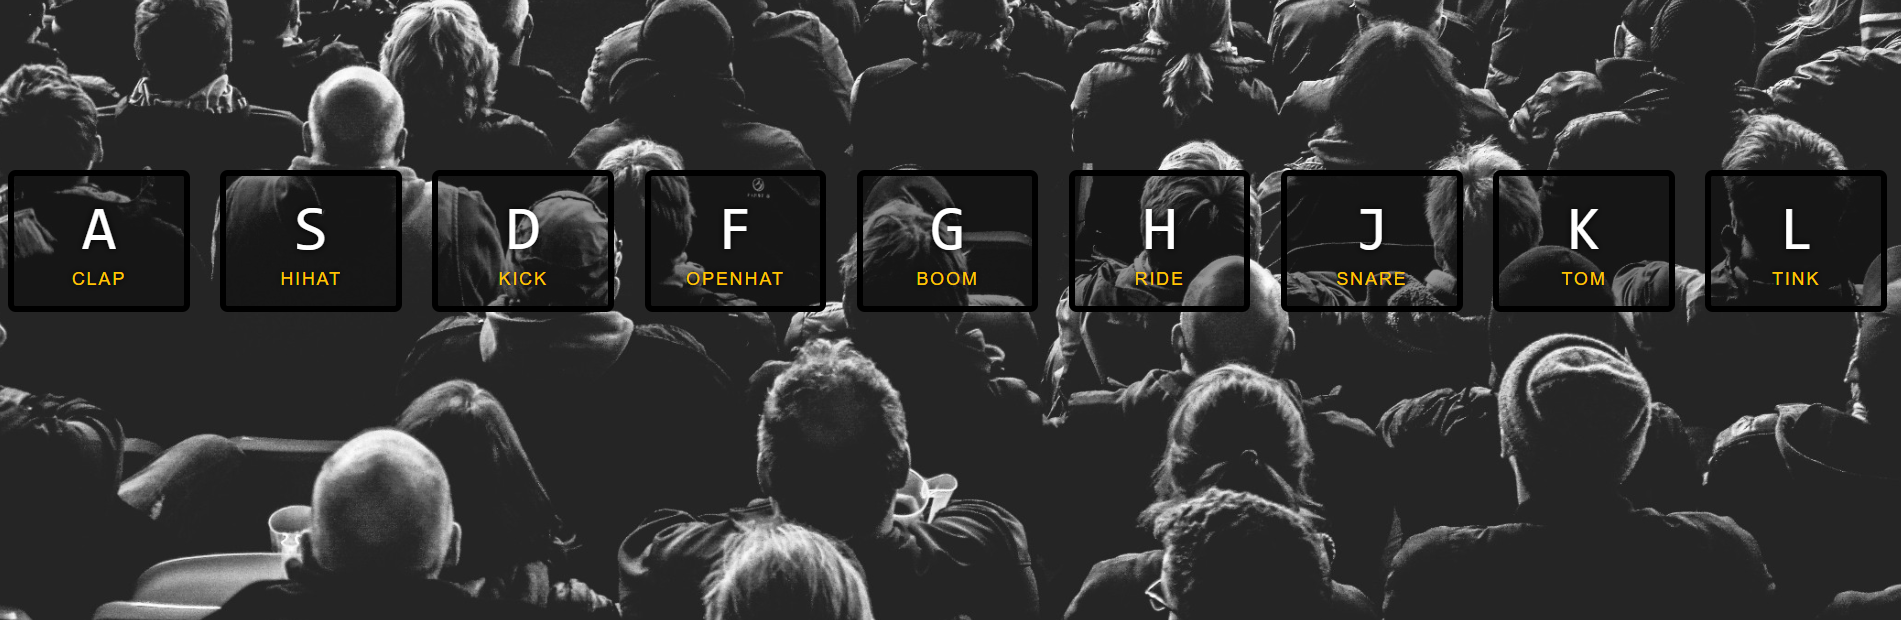 A S D F G H J K L
CLAP HIHAT KICK OPENHAT BOOM RIDE SNARE TOM TINK